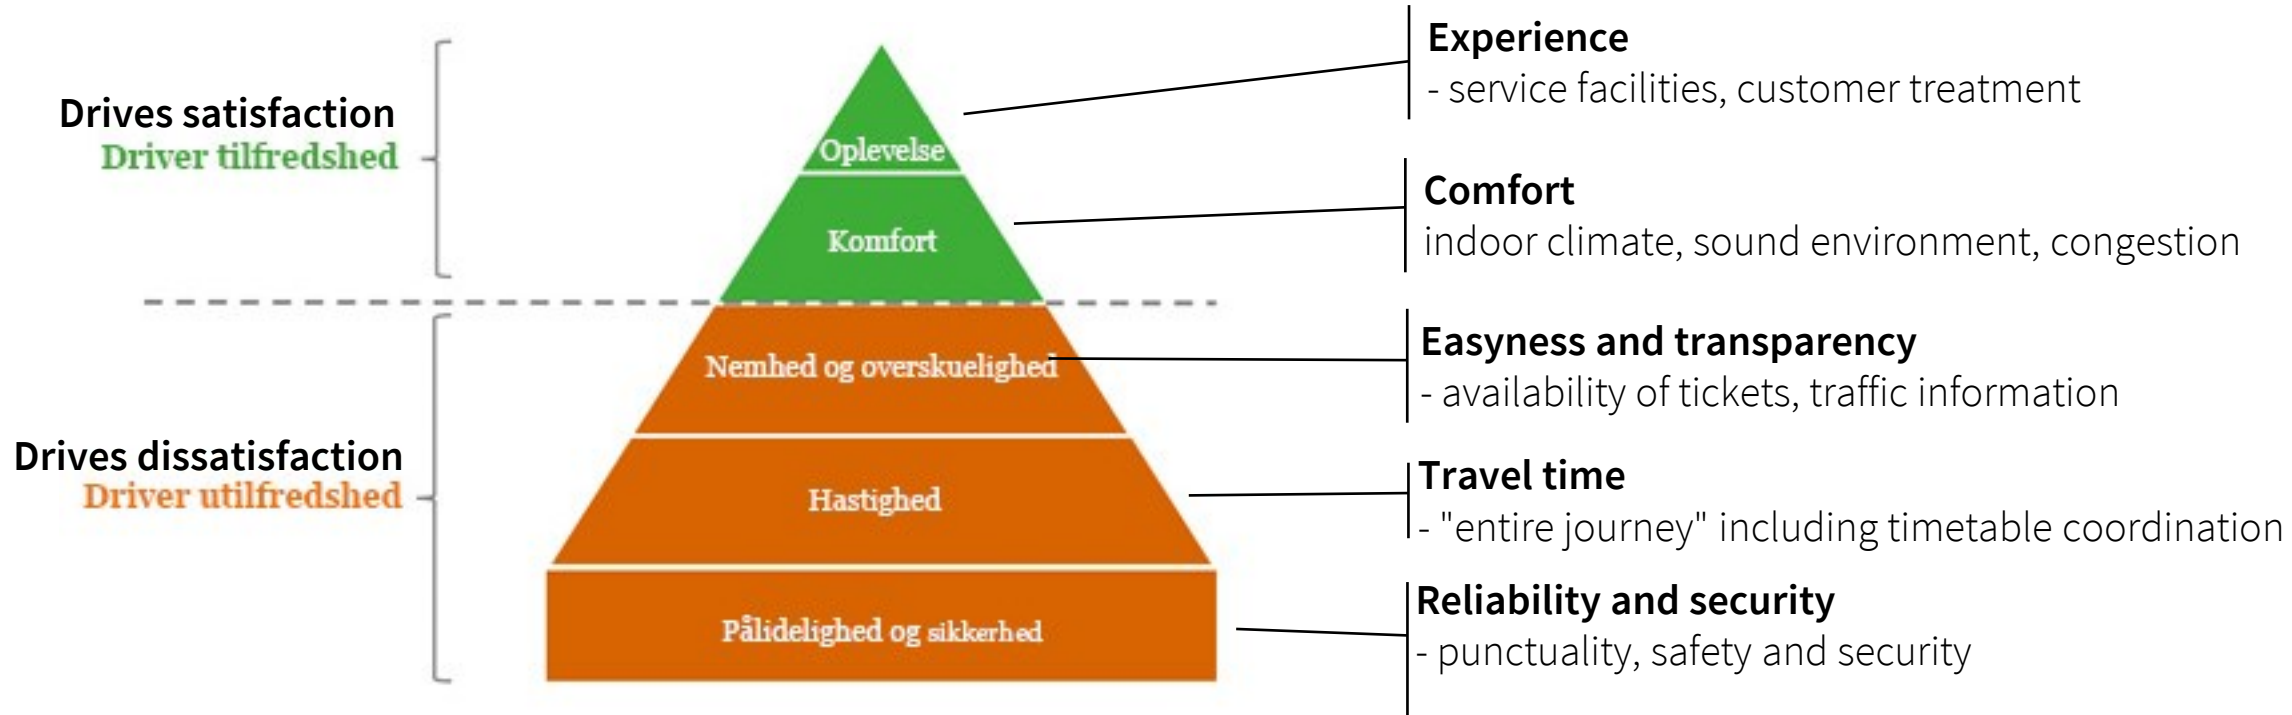 Drives satisfaction
Driver tilfredshed
Drives dissatisfaction
Driver utilfredshed
Oplevelse
Komfort
Nemhed og overskuelighed
Hastighed
Pålidelighed og sikkerhed
Experience
- service facilities, customer treatment
Comfort
indoor climate, sound environment, congestion
Easyness and transparency
- availability of tickets, traffic information
Travel time
- "entire journey" including timetable coordination
Reliability and security
- punctuality, safety and security